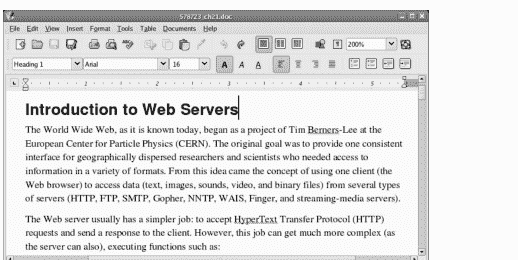 578723_ch21.doc
File Edit View Insert Format Tools Table Documents Help
200%
Heading 1 Arial 16 A A A
1 2 3 4 5
Introduction to Web Servers
The World Wide Web, as it is known today, began as a project of Tim Berners-Lee at the
European Center for Particle Physics (CERN). The original goal was to provide one consistent
interface for geographically dispersed researchers and scientists who needed access to
information in a variety of formats. From this idea came the concept of using one client (the
Web browser) to access data (text, images, sounds, video, and binary files) from several types
of servers (HTTP, FTP, SMTP, Gopher, NNTP, WAIS, Finger, and streaming-media servers).
The Web server usually has a simpler job: to accept HyperText Transfer Protocol (HTTP)
requests and send a response to the client. However, this job can get much more complex (as
the server can also), executing functions such as: